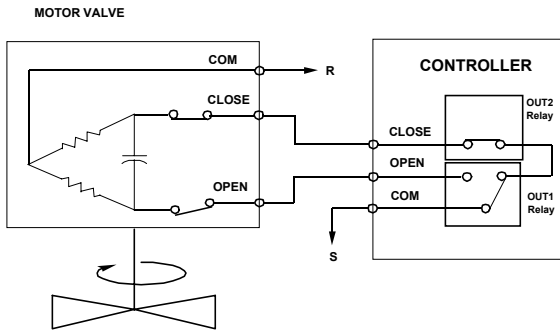 MOTOR VALVE
COM
R
CLOSE
OPEN
CONTROLLER
OUT2
Relay
CLOSE
OPEN
COM
OUT1
Relay
S